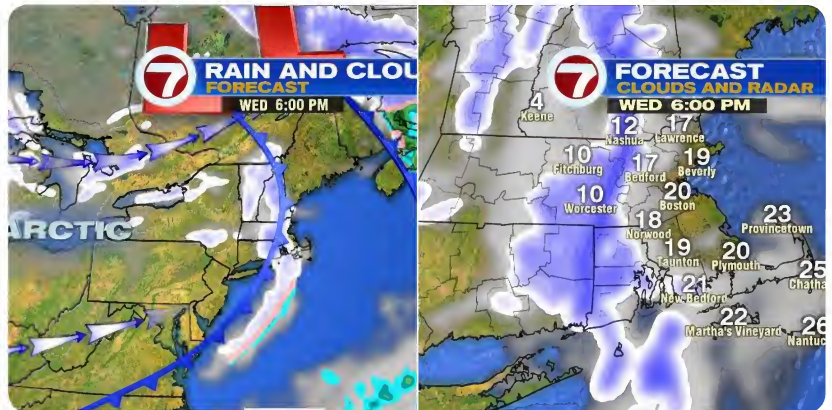 7
RAIN AND CLOU
FORECAST
WED 6:00 PM
ARCTIC
7
FORECAST
CLOUDS AND RADAR
WED 6:00 PM
4
Keene
12
Nashua
17
Lawrence
10
Fitchburg
17
Bedford
19
Beverly
10
Worcester
20
Boston
18
Norwood
23
Provincetown
19
Taunton
20
Plymouth
25
Chatha
21
New Bedford
22
Martha's Vineyard
26
Nantuc